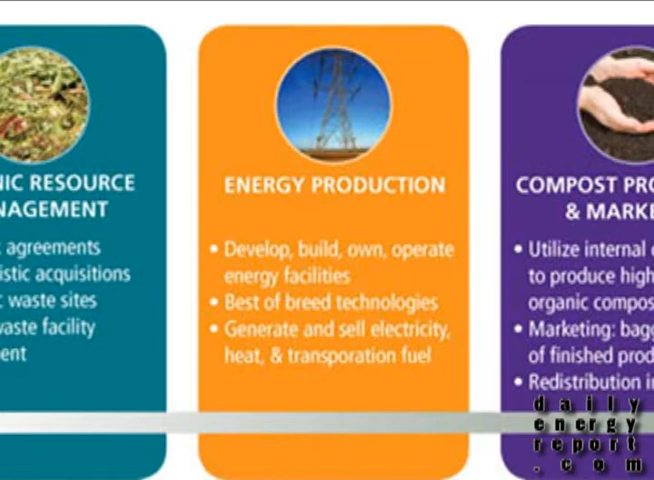 NIC RESOURCE
NAGEMENT
agreements
istic acquisitions
waste sites
waste facility
ent
ENERGY PRODUCTION
• Develop, build, own, operate
energy facilities
• Best of breed technologies
• Generate and sell electricity,
heat, & transporation fuel
COMPOST PRO
& MARKE
• Utilize internal
to produce high
organic compos
• Marketing: bagg
of finished prod
• Redistribution i
daily
energy
report
.com